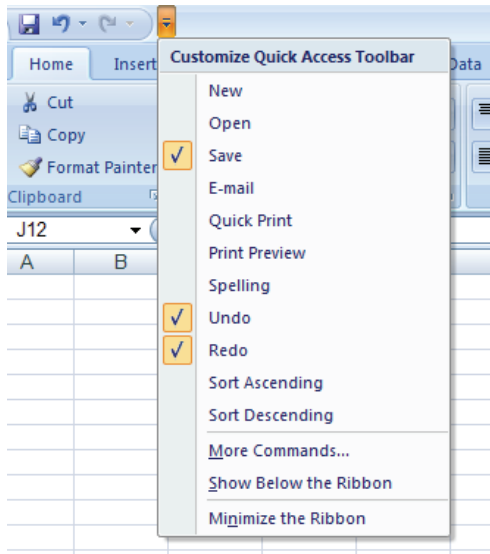 Customize Quick Access Toolbar
Home Insert Data
New
Cut
Open
Copy
Save
Format Painter
E-mail
Clipboard
Quick Print
J12
Print Preview
A B
Spelling
Undo
Redo
Sort Ascending
Sort Descending
More Commands...
Show Below the Ribbon
Minimize the Ribbon